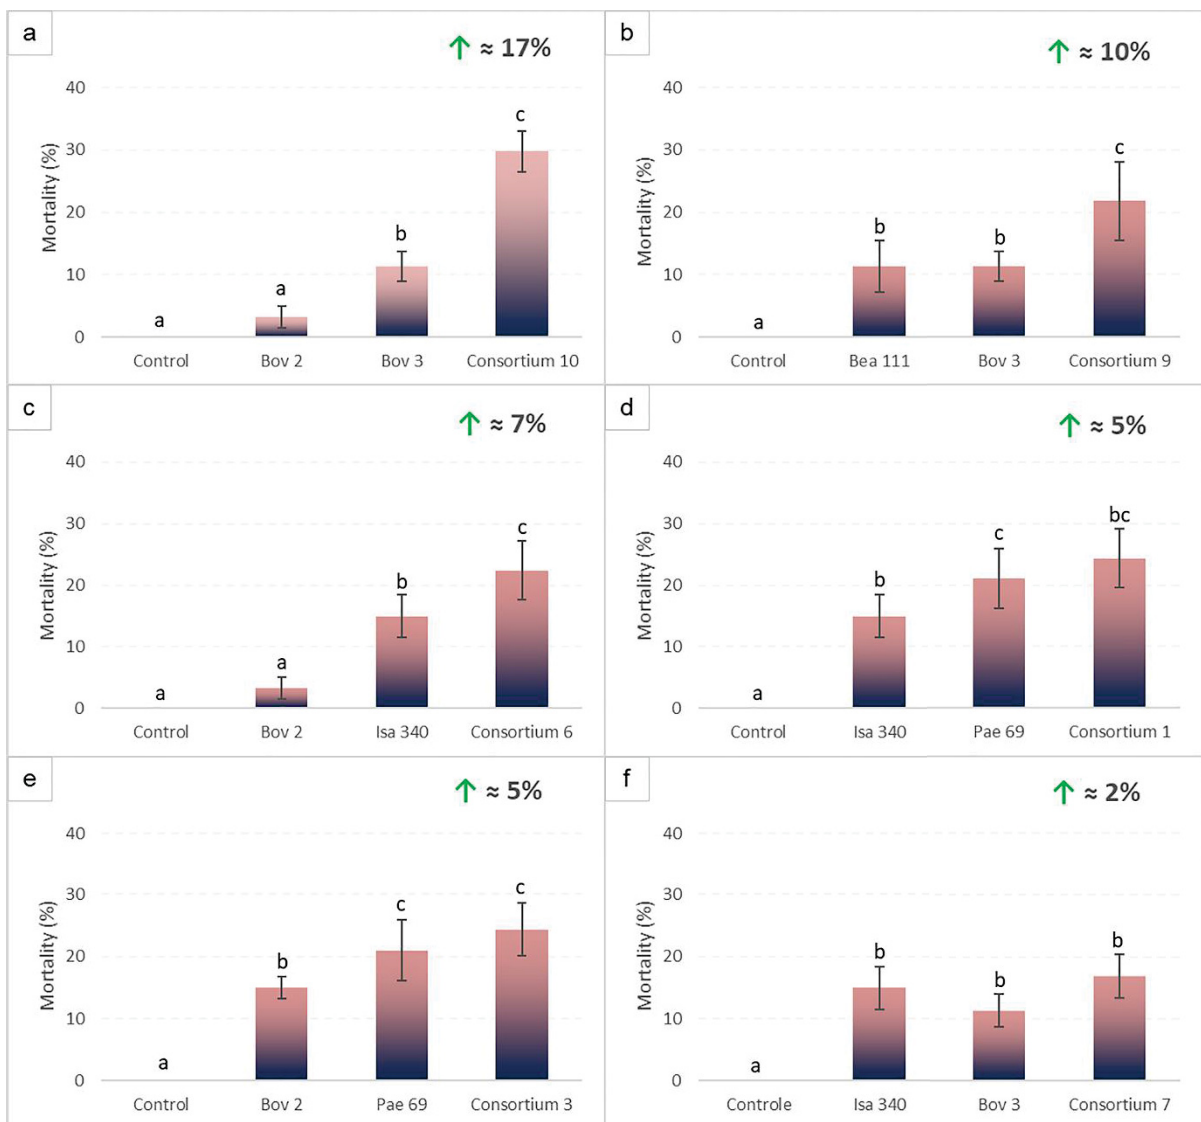 a
↑ ≈ 17%
Mortality (%)
40
30
20
10
0
a
a
b
c
Control
Bov 2
Bov 3
Consortium 10
b
↑ ≈ 10%
Mortality (%)
40
30
20
10
0
a
b
b
c
Control
Bea 111
Bov 3
Consortium 9
c
↑ ≈ 7%
Mortality (%)
40
30
20
10
0
a
a
b
c
Control
Bov 2
Isa 340
Consortium 6
d
↑ ≈ 5%
Mortality (%)
40
30
20
10
0
a
b
c
bc
Control
Isa 340
Pae 69
Consortium 1
e
↑ ≈ 5%
Mortality (%)
40
30
20
10
0
a
b
c
c
Control
Bov 2
Pae 69
Consortium 3
f
↑ ≈ 2%
Mortality (%)
40
30
20
10
0
a
b
b
b
Controle
Isa 340
Bov 3
Consortium 7